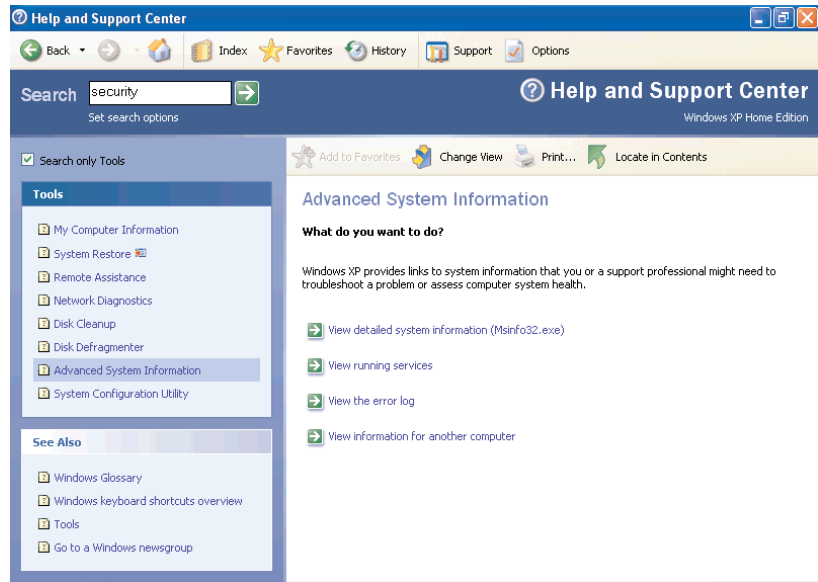 Help and Support Center
Back
Index
Favorites
History
Support
Options
Search
security
Set search options
Help and Support Center
Windows XP Home Edition
Search only Tools
Add to Favorites
Change View
Print...
Locate in Contents
Tools
My Computer Information
System Restore
Remote Assistance
Network Diagnostics
Disk Cleanup
Disk Defragmenter
Advanced System Information
System Configuration Utility
See Also
Windows Glossary
Windows keyboard shortcuts overview
Tools
Go to a Windows newsgroup
Advanced System Information
What do you want to do?
Windows XP provides links to system information that you or a support professional might need to
troubleshoot a problem or assess computer system health.
View detailed system information (Msinfo32.exe)
View running services
View the error log
View information for another computer